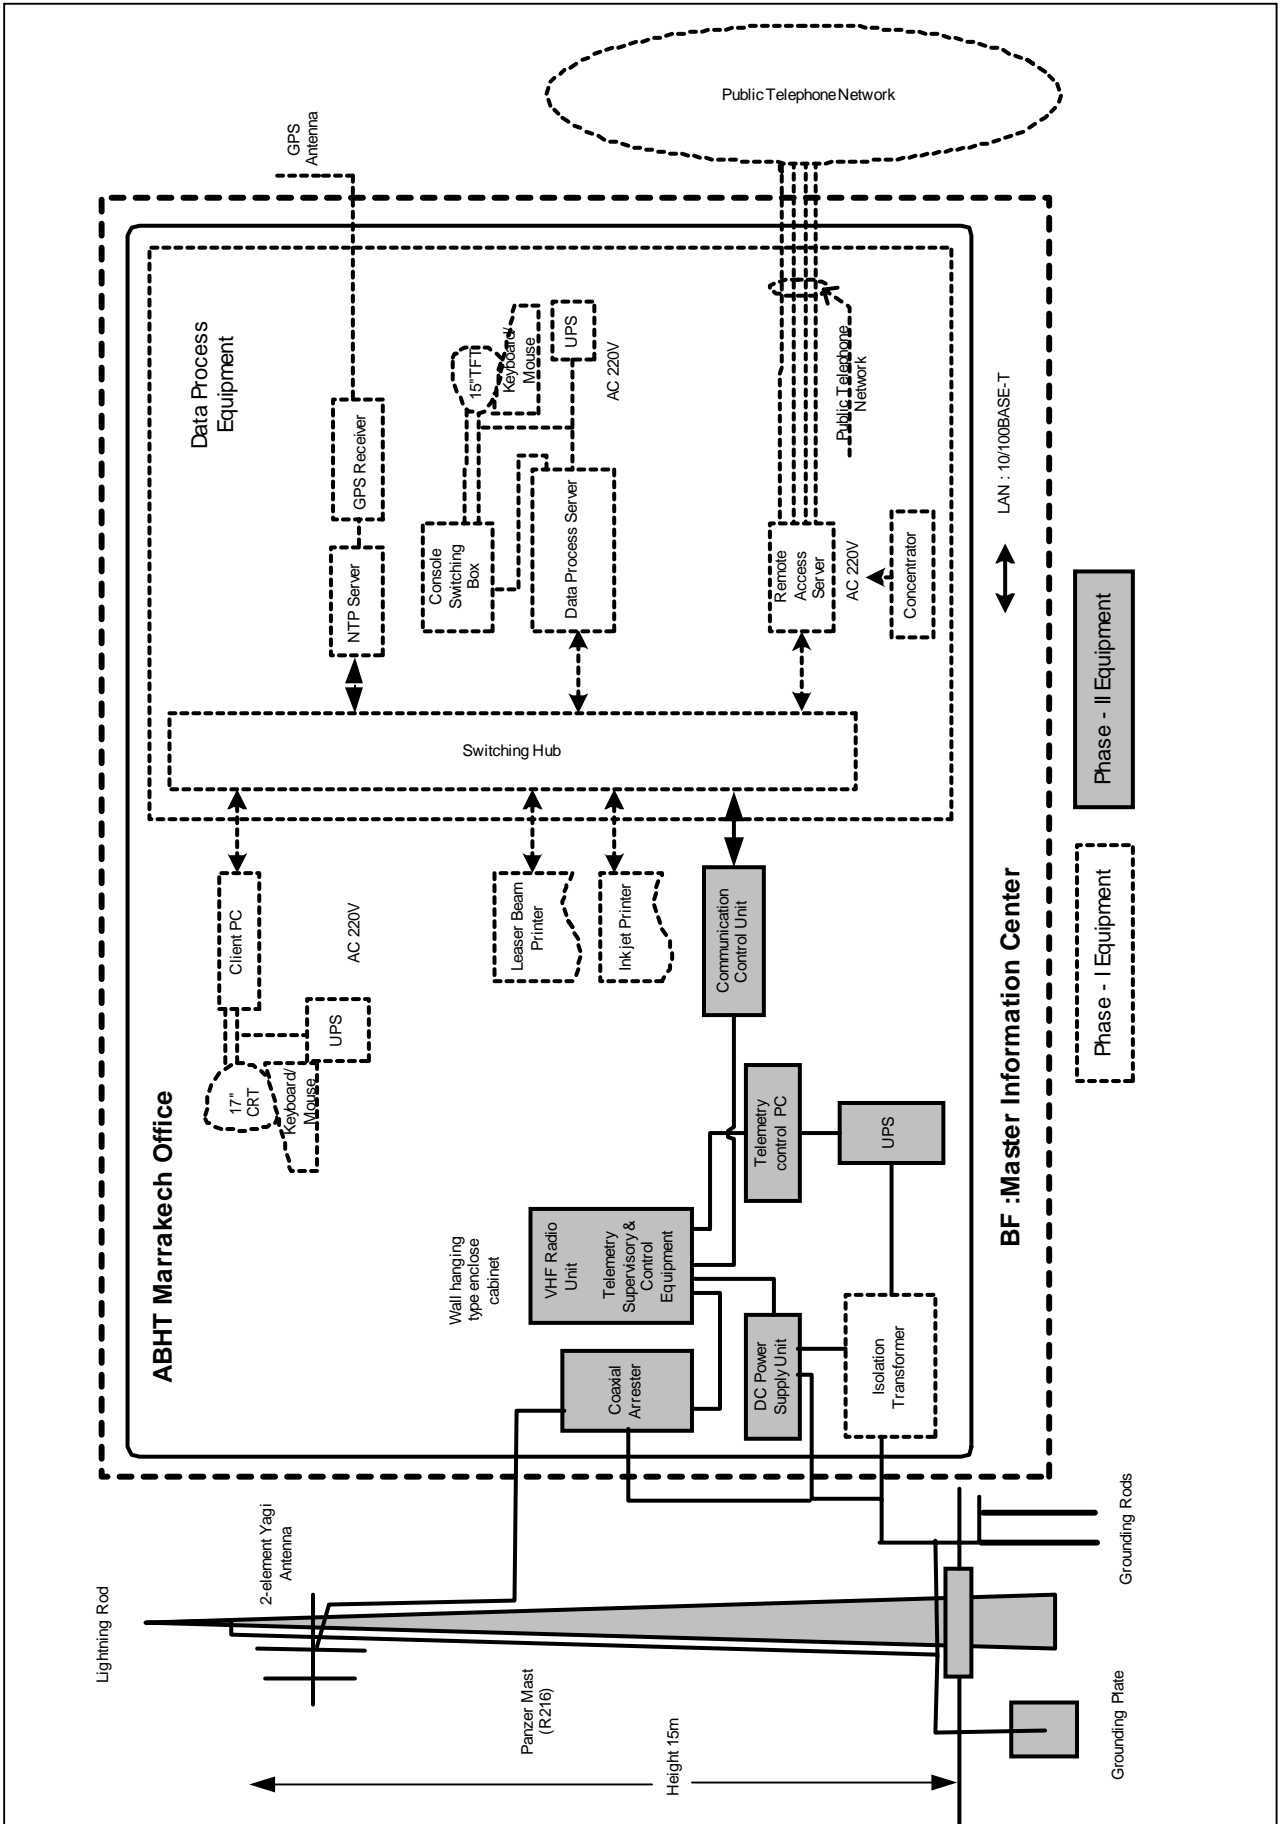 Public Telephone Network
GPS
Antenna
Data Process
Equipment
GPS Receiver
NTP Server
15"TFT
Keyboard/
Mouse
UPS
AC 220V
Console
Switching
Box
Data Process Server
Public Telephone
Network
Remote
Access
Server
AC 220V
Concentrator
LAN : 10/100BASE-T
Switching Hub
Client PC
AC 220V
17"
CRT
Keyboard/
Mouse
UPS
Leaser Beam
Printer
Inkjet Printer
Communication
Control Unit
Telemetry
control PC
UPS
ABHT Marrakech Office
Wall hanging
type enclose
cabinet
VHF Radio
Unit
Telemetry
Supervisory &
Control
Equipment
Coaxial
Arrester
DC Power
Supply Unit
Isolation
Transformer
BF :Master Information Center
Phase - I Equipment
Phase - II Equipment
Lightning Rod
2-element Yagi
Antenna
Panzer Mast
(R216)
Height 15m
Grounding Rods
Grounding Plate